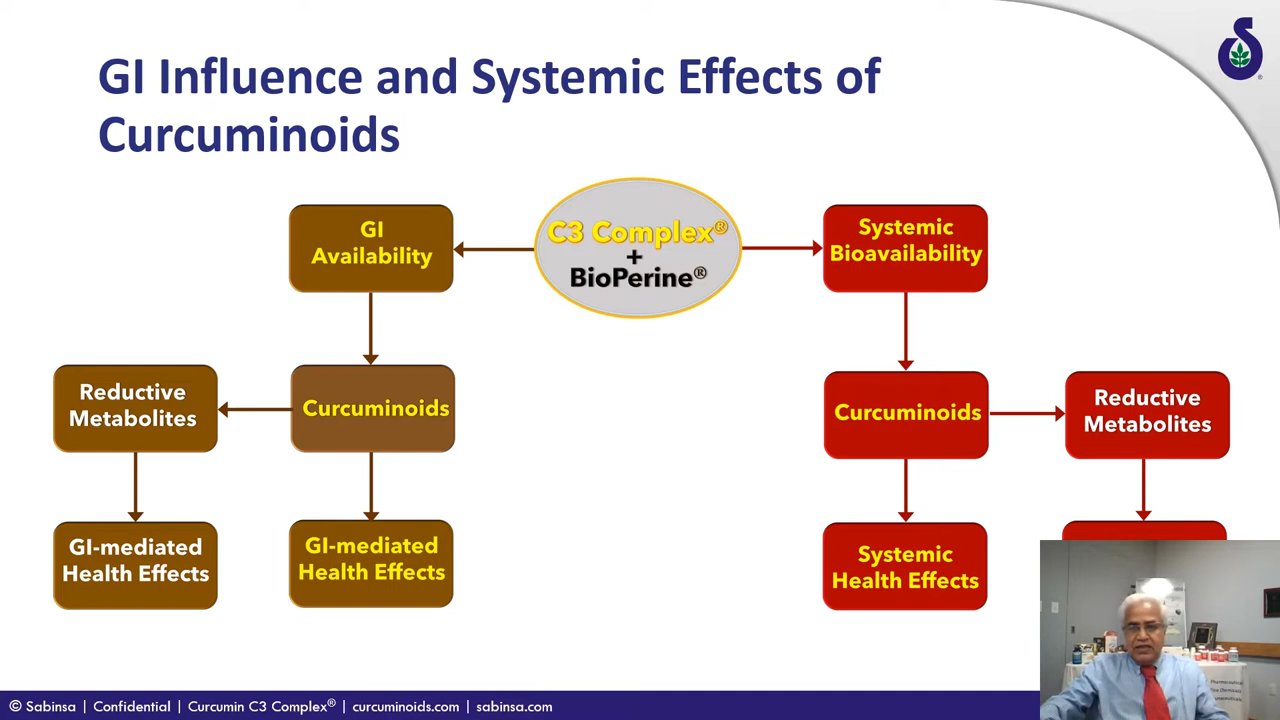 GI Influence and Systemic Effects of
Curcuminoids
C3 Complex®
+
BioPerine®
GI
Availability
Systemic
Bioavailability
Reductive
Metabolites
Curcuminoids
Curcuminoids
Reductive
Metabolites
GI-mediated
Health Effects
GI-mediated
Health Effects
Systemic
Health Effects
Pharmaceutical
© Sabinsa | Confidential | Curcumin C3 Complex® | curcuminoids.com | sabinsa.com